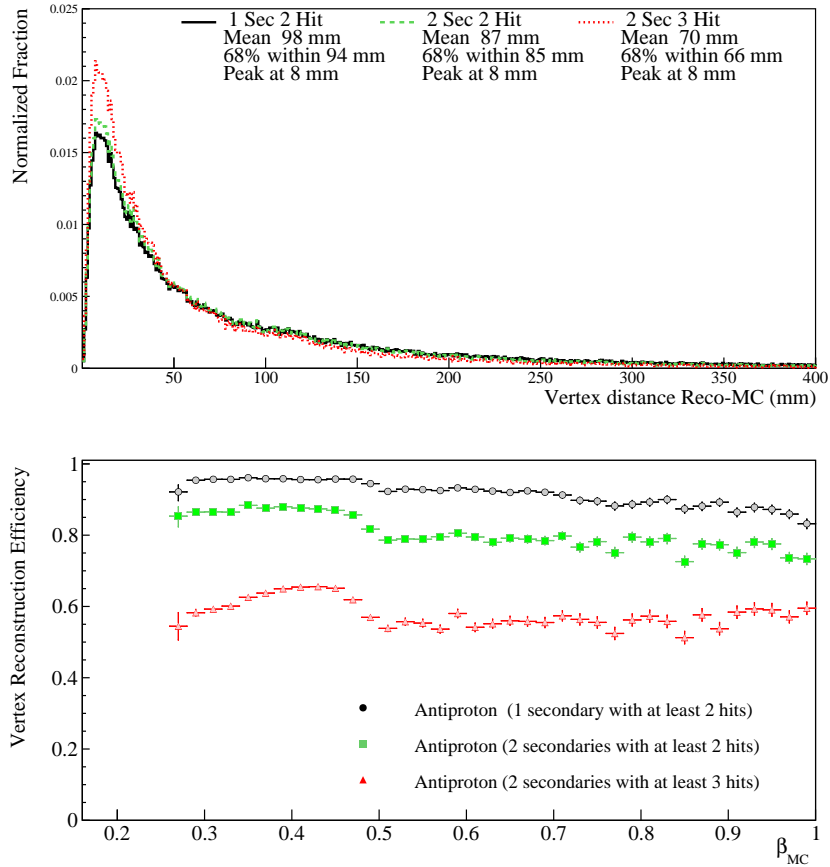 1 Sec 2 Hit
Mean 98 mm
68% within 94 mm
Peak at 8 mm
2 Sec 2 Hit
Mean 87 mm
68% within 85 mm
Peak at 8 mm
2 Sec 3 Hit
Mean 70 mm
68% within 66 mm
Peak at 8 mm
Normalized Fraction
0.025
0.02
0.015
0.01
0.005
0
50
100
150
200
250
300
350
400
Vertex distance Reco-MC (mm)
Vertex Reconstruction Efficiency
1
0.8
0.6
0.4
0.2
0
Antiproton (1 secondary with at least 2 hits)
Antiproton (2 secondaries with at least 2 hits)
Antiproton (2 secondaries with at least 3 hits)
0.2
0.3
0.4
0.5
0.6
0.7
0.8
0.9
1
β_MC